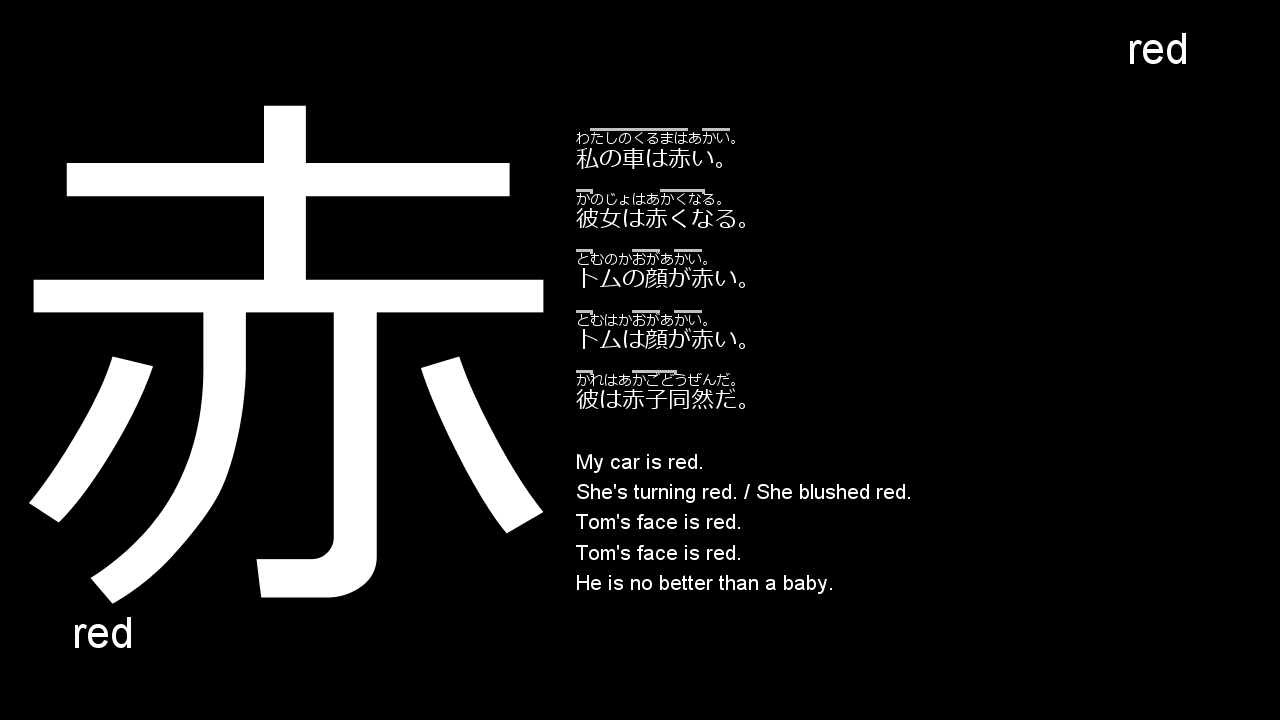 red
赤
わたしのくるまはあかい。
私の車は赤い。
かのじょはあかくなる。
彼女は赤くなる。
とむのかおがあかい。
トムの顔が赤い。
とむはかおがあかい。
トムは顔が赤い。
かれはあかごどうぜんだ。
彼は赤子同然だ。
My car is red.
She's turning red. / She blushed red.
Tom's face is red.
Tom's face is red.
He is no better than a baby.
red